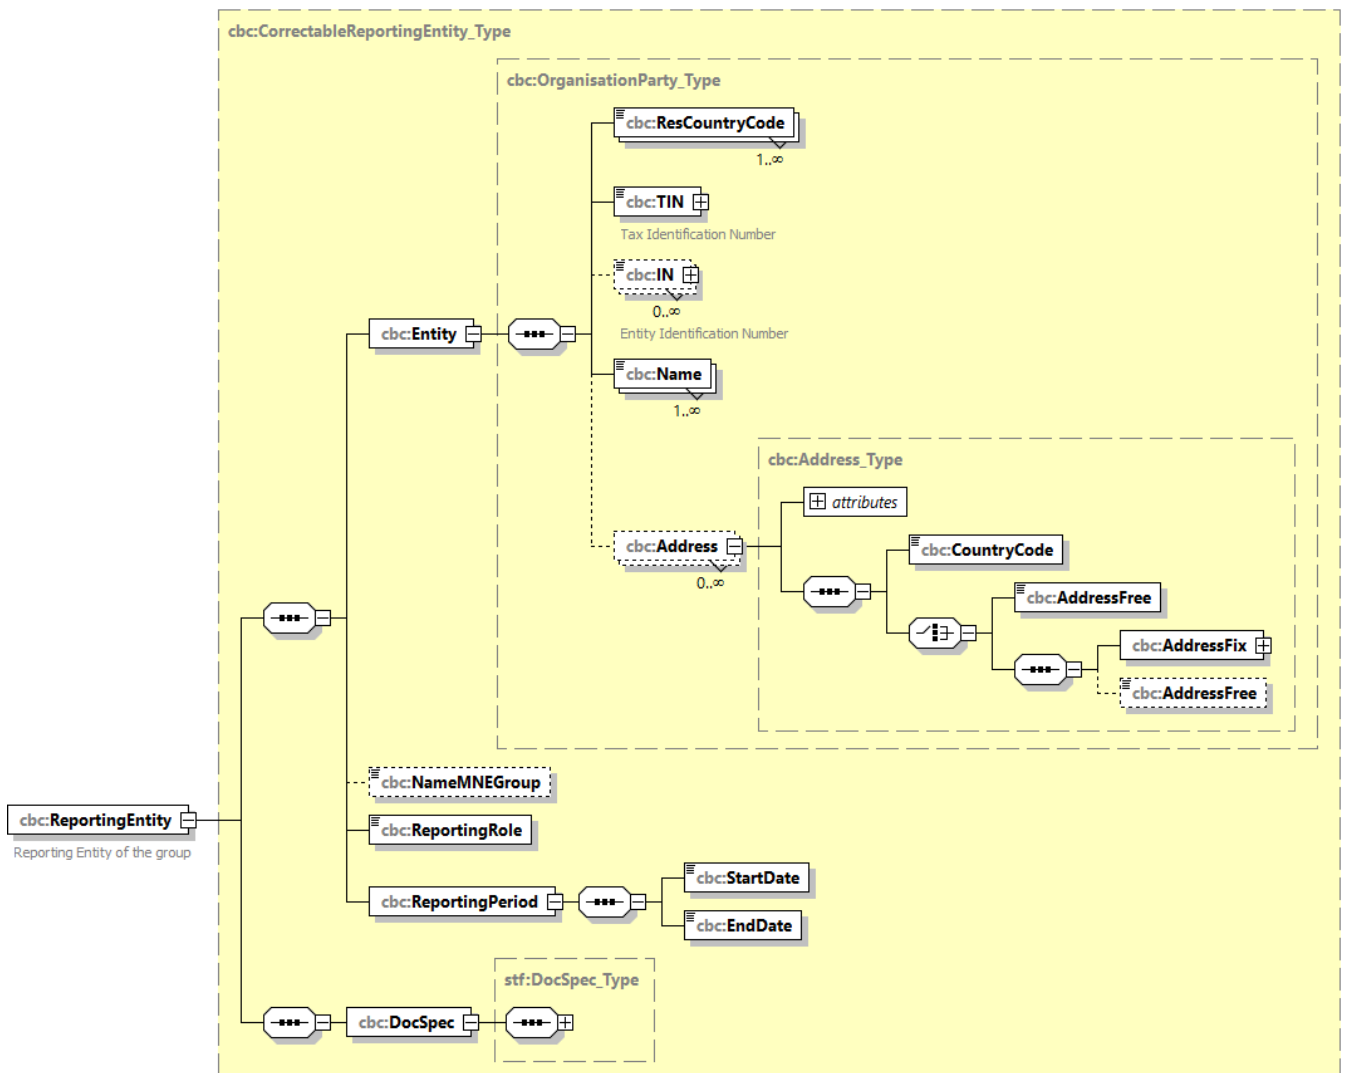 cbc:CorrectableReportingEntity_Type
cbc:OrganisationParty_Type
cbc:ResCountryCode
1..∞
cbc:TIN
Tax Identification Number
cbc:IN
0..∞
Entity Identification Number
cbc:Entity
cbc:Name
1..∞
cbc:Address_Type
attributes
cbc:Address
0..∞
cbc:CountryCode
cbc:AddressFree
cbc:AddressFix
cbc:AddressFree
cbc:NameMNEGroup
cbc:ReportingEntity
Reporting Entity of the group
cbc:ReportingRole
cbc:ReportingPeriod
cbc:StartDate
cbc:EndDate
stf:DocSpec_Type
cbc:DocSpec